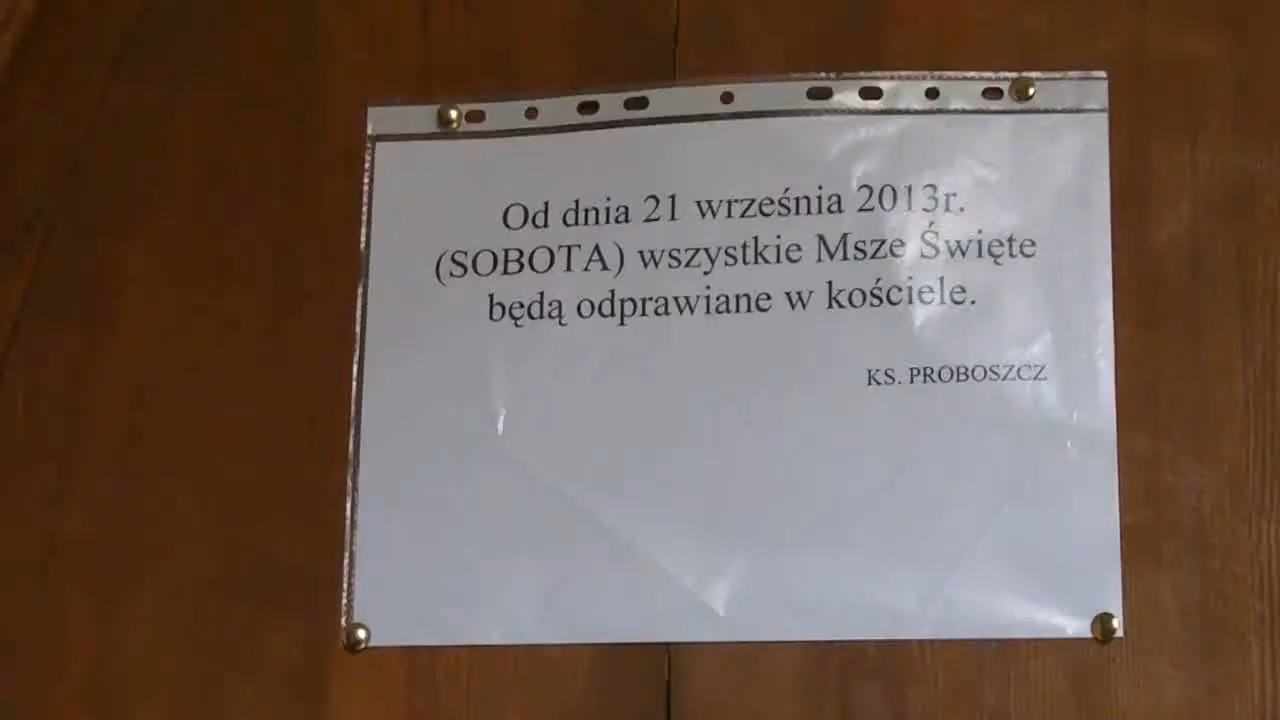 Od dnia 21 września 2013r.
(SOBOTA) wszystkie Msze Święte
będą odprawiane w kościele.
KS. PROBOSZCZ